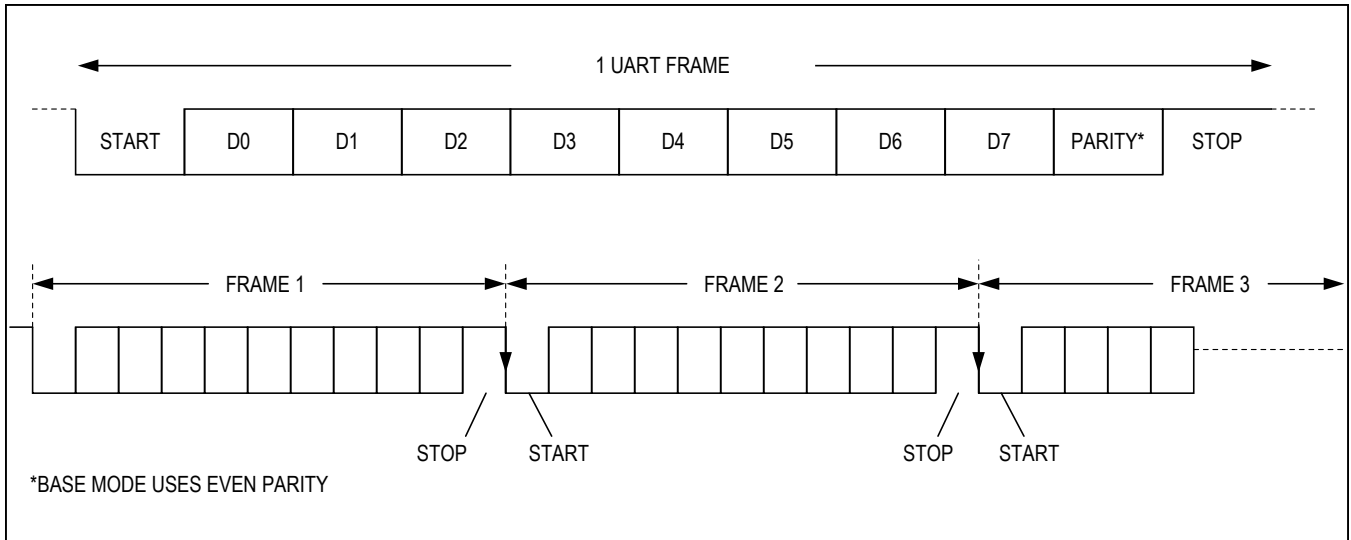 1 UART FRAME
START D0 D1 D2 D3 D4 D5 D6 D7 PARITY* STOP
FRAME 1 FRAME 2 FRAME 3
STOP START STOP START
*BASE MODE USES EVEN PARITY